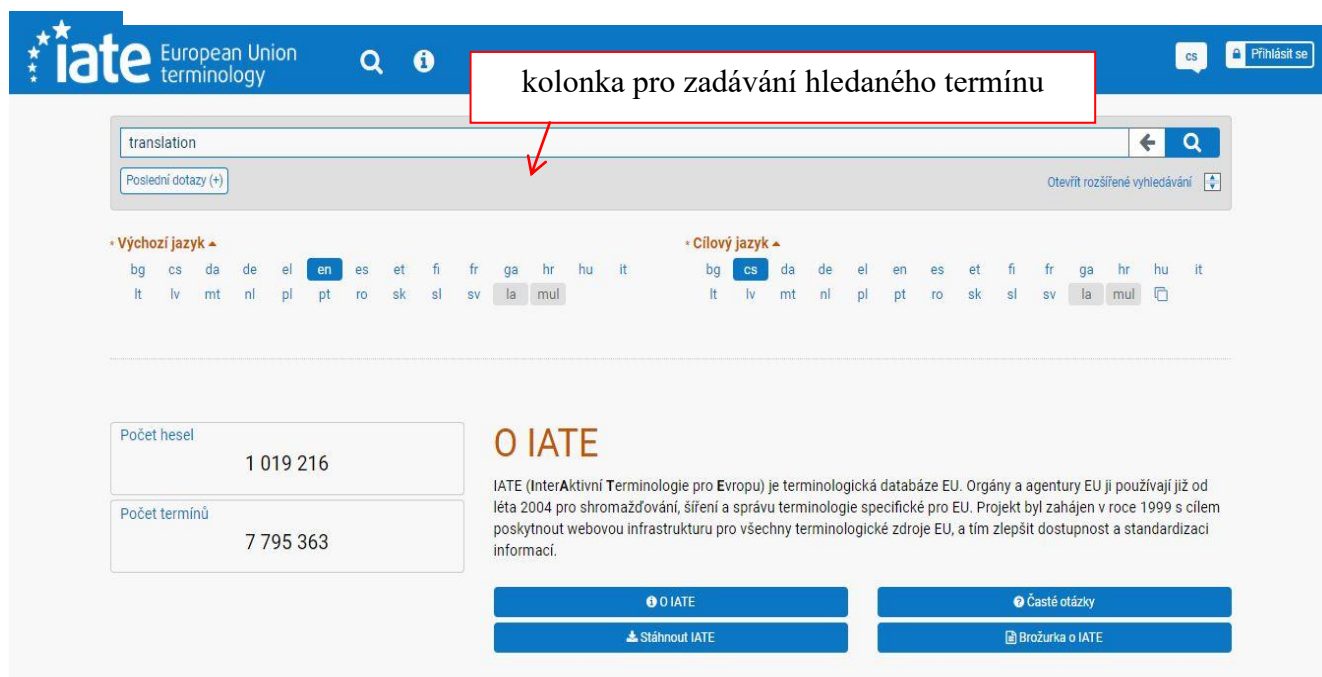 iate European Union
terminology
cs
Přihlásit se
kolonka pro zadávání hledaného termínu
translation
Poslední dotazy (+)
Otevřít rozšířené vyhledávání
* Výchozí jazyk
bg cs da de el en es et fi fr ga hr hu it
lt lv mt nl pl pt ro sk sl sv la mul
* Cílový jazyk
bg cs da de el en es et fi fr ga hr hu it
lt lv mt nl pl pt ro sk sl sv la mul
Počet hesel
1 019 216
Počet termínů
7 795 363
O IATE
IATE (InterAktivní Terminologie pro Evropu) je terminologická databáze EU. Orgány a agentury EU ji používají již od
léta 2004 pro shromažďování, šíření a správu terminologie specifické pro EU. Projekt byl zahájen v roce 1999 s cílem
poskytnout webovou infrastrukturu pro všechny terminologické zdroje EU, a tím zlepšit dostupnost a standardizaci
informací.
O IATE
Časté otázky
Stáhnout IATE
Brožurka o IATE